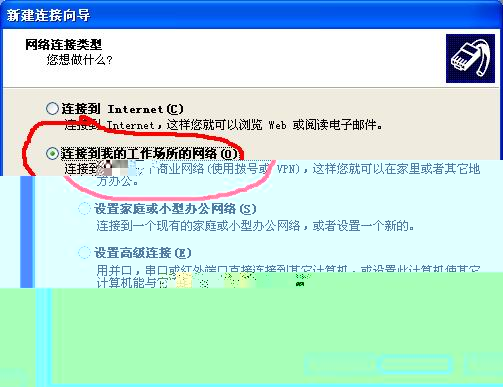 新建连接向导
网络连接类型
您想做什么?
连接到 Internet(C)
连接到 Internet,这样您就可以浏览 Web 或阅读电子邮件。
连接到我的工作场所的网络(O)
连接到 个商业网络(使用拨号或 VPN),这样您就可以在家里或者其它地
方办公。
设置家庭或小型办公网络(S)
连接到一个现有的家庭或小型办公网络,或者设置一个新的。
设置高级连接(E)
用并口,串口或红外端口直接连接到其它计算机,或设置此计算机使其它
计算机能与它